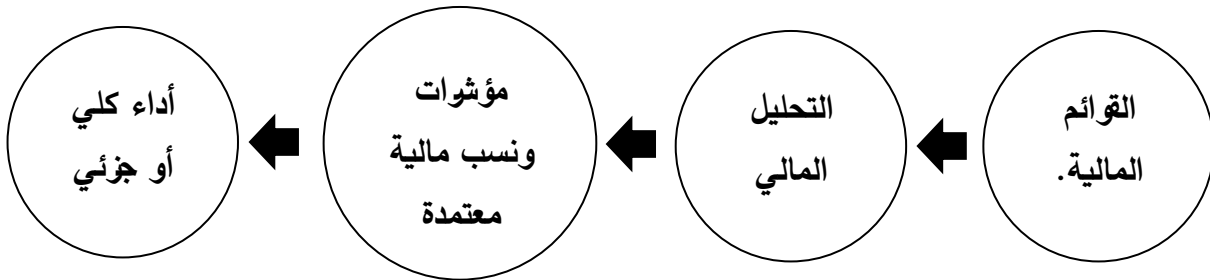 القوائم
المالية.
التحليل
المالي
مؤشرات
ونسب مالية
معتمدة
أداء كلي
أو جزئي